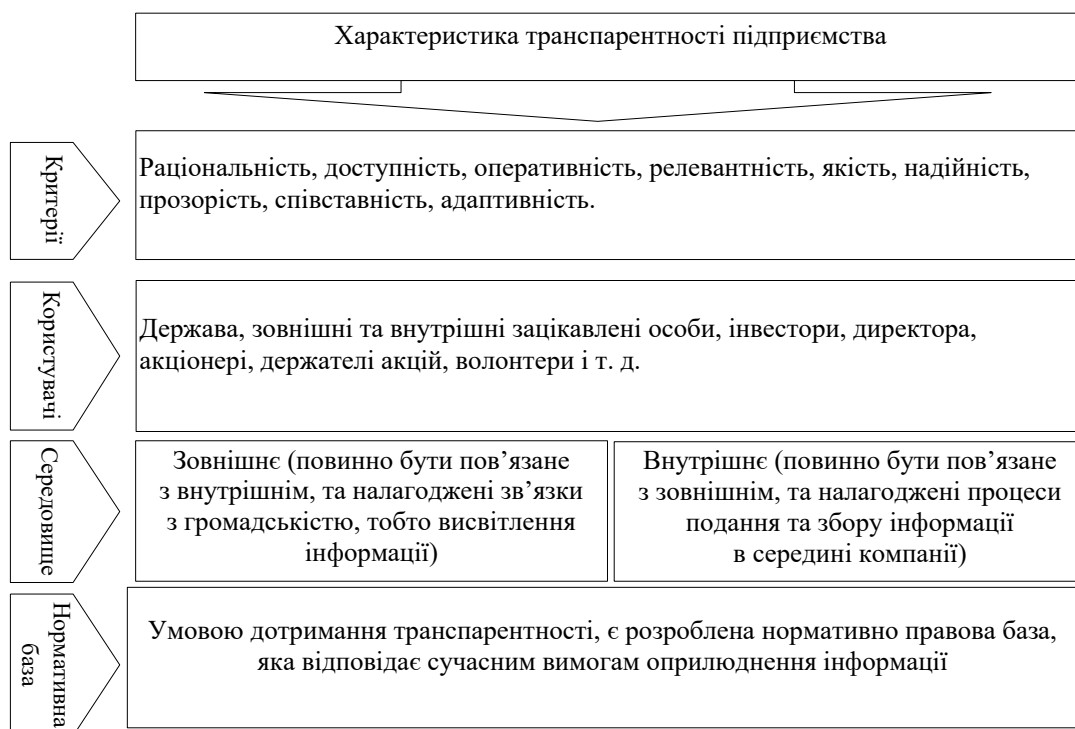 Характеристика транспарентності підприємства
Критерії
Раціональність, доступність, оперативність, релевантність, якість, надійність,
прозорість, співставність, адаптивність.
Користувачі
Держава, зовнішні та внутрішні зацікавлені особи, інвестори, директора,
акціонері, держателі акцій, волонтери і т. д.
Середовище
Зовнішнє (повинно бути пов’язане
з внутрішнім, та налагоджені зв’язки
з громадськістю, тобто висвітлення
інформації)
Внутрішнє (повинно бути пов’язане
з зовнішнім, та налагоджені процеси
подання та збору інформації
в середині компанії)
Нормативна
база
Умовою дотримання транспарентності, є розроблена нормативно правова база,
яка відповідає сучасним вимогам оприлюднення інформації